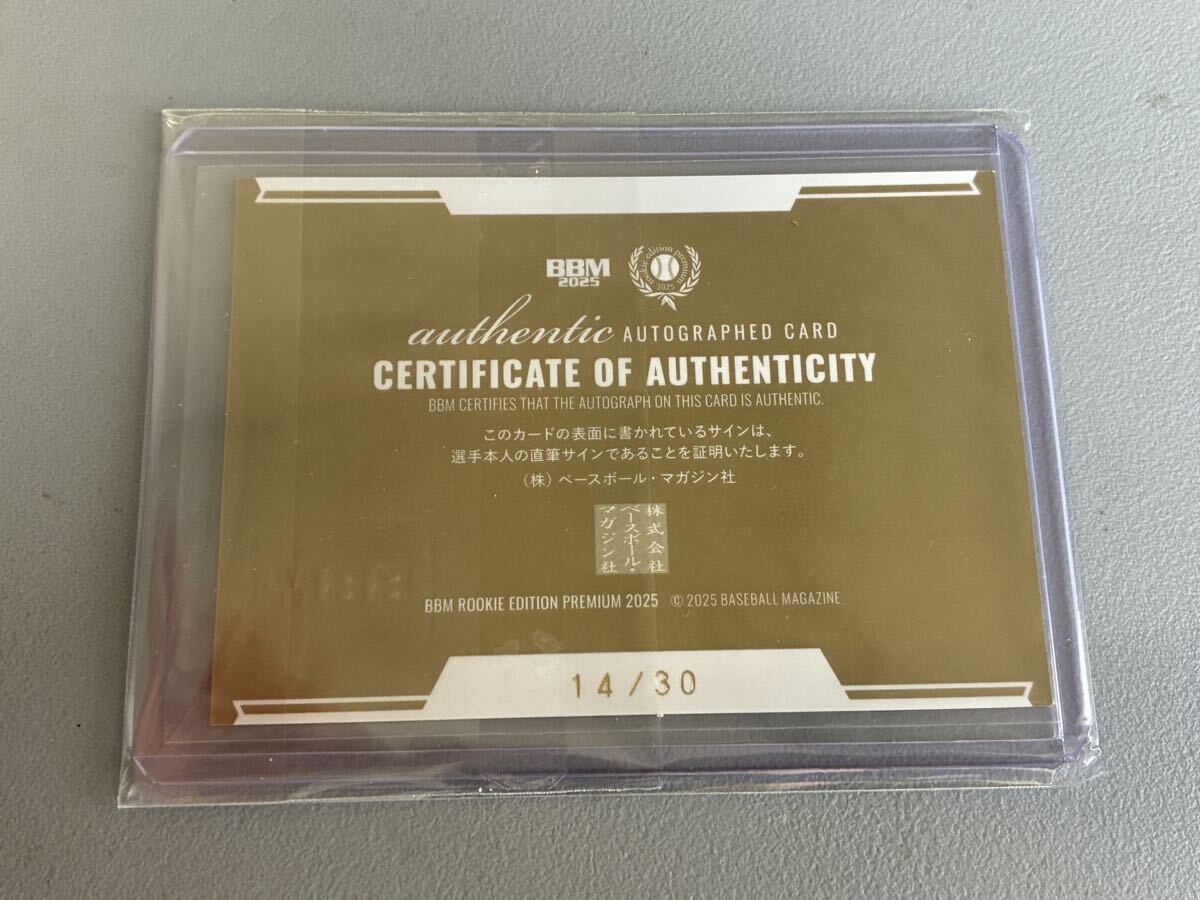 BBM
2025
rookie edition premium
2025
authentic AUTOGRAPHED CARD
CERTIFICATE OF AUTHENTICITY
BBM CERTIFIES THAT THE AUTOGRAPH ON THIS CARD IS AUTHENTIC.
このカードの表面に書かれているサインは、
選手本人の直筆サインであることを証明いたします。
(株) ベースボール・マガジン社
株式会社
ベースボール・
マガジン社
BBM ROOKIE EDITION PREMIUM 2025 © 2025 BASEBALL MAGAZINE
14/30